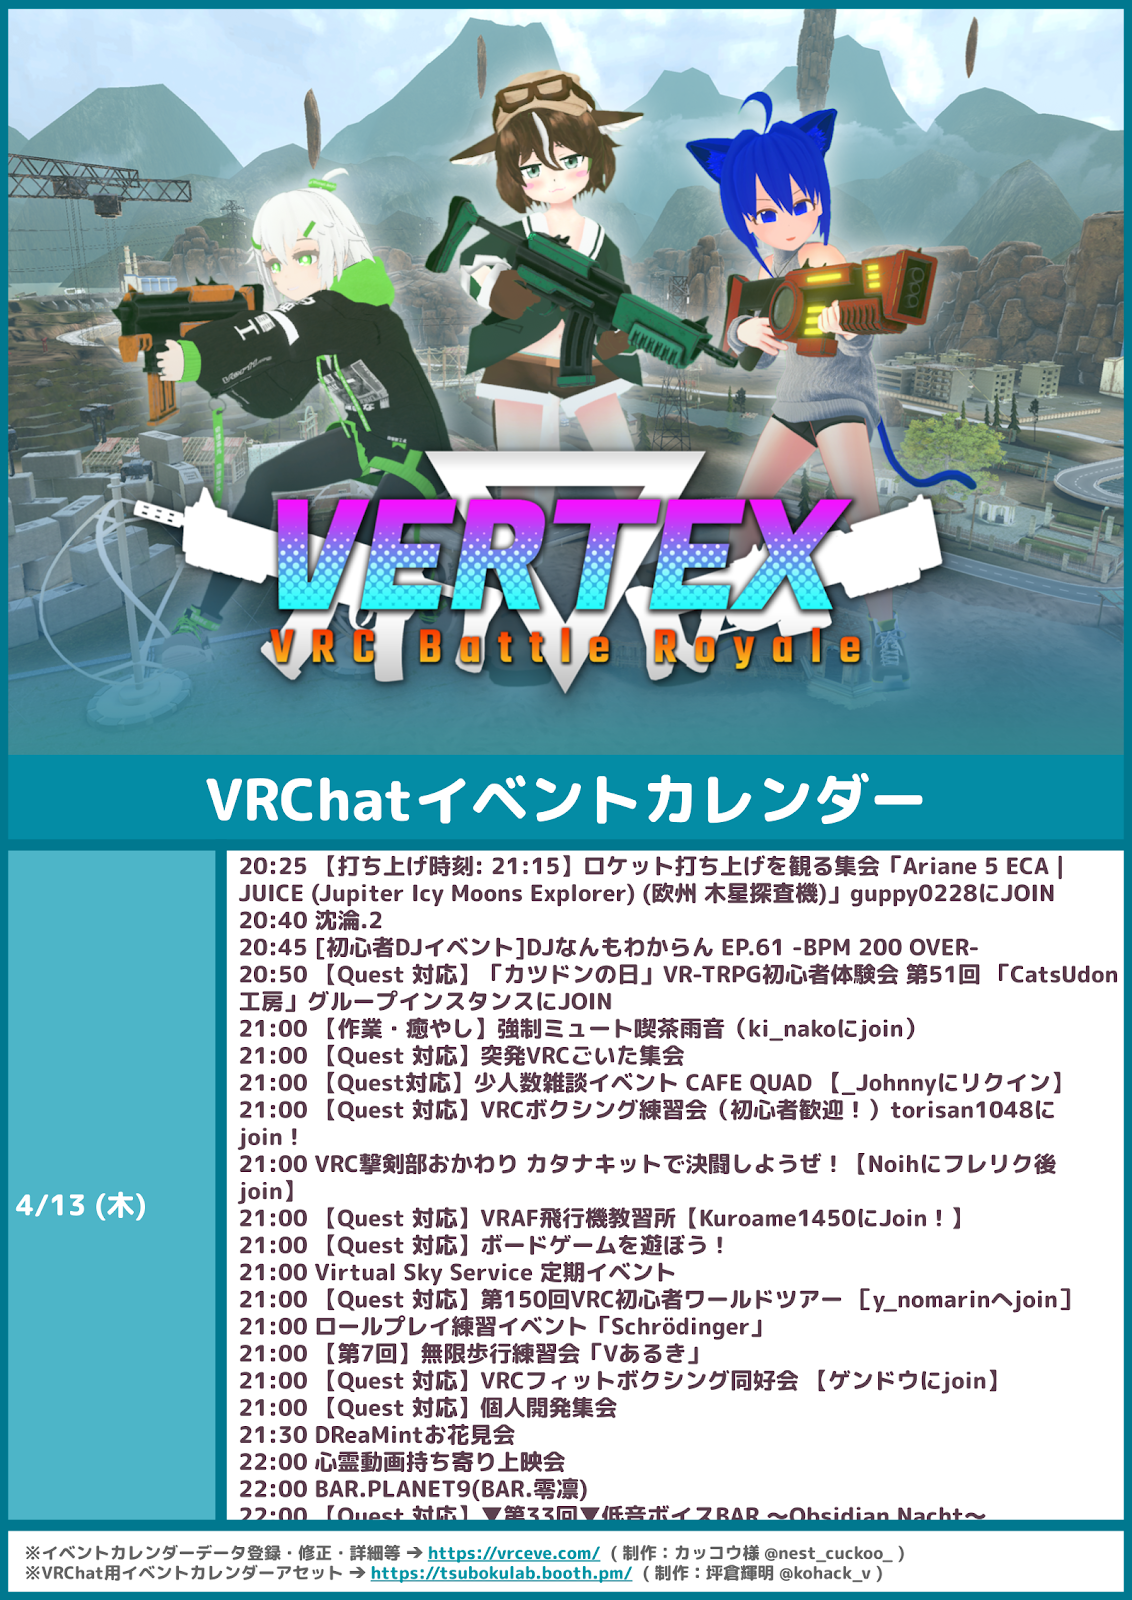 VERTEX
VRC Battle Royale
VRChatイベントカレンダー
4/13 (木)
20:25 【打ち上げ時刻: 21:15】ロケット打ち上げを観る集会「Ariane 5 ECA |
JUICE (Jupiter Icy Moons Explorer) (欧州 木星探査機)」guppy0228にJOIN
20:40 沈淪.2
20:45 [初心者DJイベント]DJなんもわからん EP.61 -BPM 200 OVER-
20:50 【Quest 対応】「カツドンの日」VR-TRPG初心者体験会 第51回 「CatsUdon
工房」グループインスタンスにJOIN
21:00 【作業・癒やし】強制ミュート喫茶雨音（ki_nakoにjoin）
21:00 【Quest 対応】突発VRCごいた集会
21:00 【Quest対応】少人数雑談イベント CAFE QUAD 【_Johnnyにリクイン】
21:00 【Quest 対応】VRCボクシング練習会（初心者歓迎！）torisan1048に
join！
21:00 VRC撃剣部おかわり カタナキットで決闘しようぜ！【Noihにフレリク後
join】
21:00 【Quest 対応】VRAF飛行機教習所【Kuroame1450にJoin！】
21:00 【Quest 対応】ボードゲームを遊ぼう！
21:00 Virtual Sky Service 定期イベント
21:00 【Quest 対応】第150回VRC初心者ワールドツアー ［y_nomarinへjoin］
21:00 ロールプレイ練習イベント「Schrödinger」
21:00 【第7回】無限歩行練習会「Vあるき」
21:00 【Quest 対応】VRCフィットボクシング同好会 【ゲンドウにjoin】
21:00 【Quest 対応】個人開発集会
21:30 DReaMintお花見会
22:00 心霊動画持ち寄り上映会
22:00 BAR.PLANET9(BAR.零凛)
22:00 【Quest 対応】▼第33回▼低音ボイスBAR ～Obsidian Nacht～
※イベントカレンダーデータ登録・修正・詳細等 → https://vrceve.com/ （制作：カッコウ様 @nest_cuckoo_ ）
※VRChat用イベントカレンダーアセット → https://tsubokulab.booth.pm/ （制作：坪倉輝明 @kohack_v ）